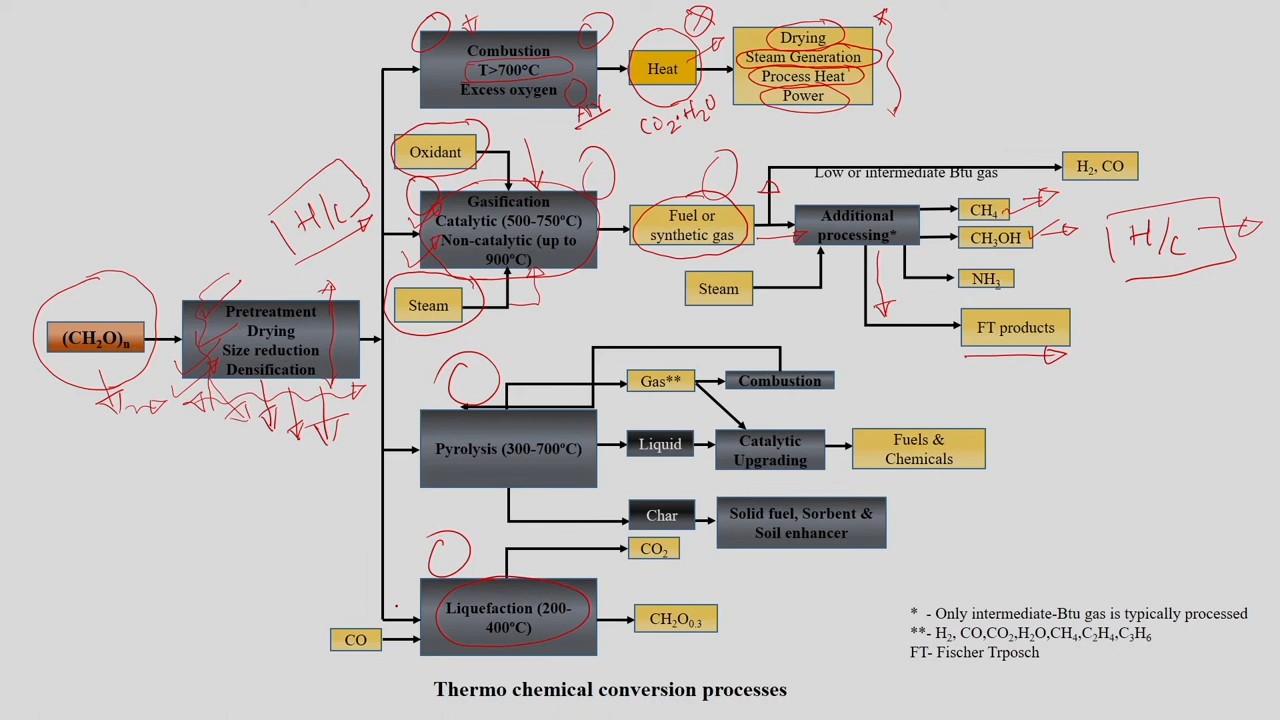 Combustion
T>700°C
Excess oxygen
Heat
Drying
Steam Generation
Process Heat
Power
CO2+H2O
Oxidant
Gasification
Catalytic (500-750°C)
Non-catalytic (up to
900°C)
Steam
Fuel or
synthetic gas
Low or intermediate Btu gas
H2, CO
Additional
processing*
Steam
CH4
CH3OH
NH3
FT products
H/C
H/C
(CH2O)n
Pretreatment
Drying
Size reduction
Densification
Pyrolysis (300-700°C)
Gas**
Combustion
Liquid
Catalytic
Upgrading
Fuels &
Chemicals
Char
Solid fuel, Sorbent &
Soil enhancer
Liquefaction (200-
400°C)
CO
CO2
CH2O0.3
* - Only intermediate-Btu gas is typically processed
**- H2, CO,CO2,H2O,CH4,C2H4,C3H6
FT- Fischer Trposch
Thermo chemical conversion processes